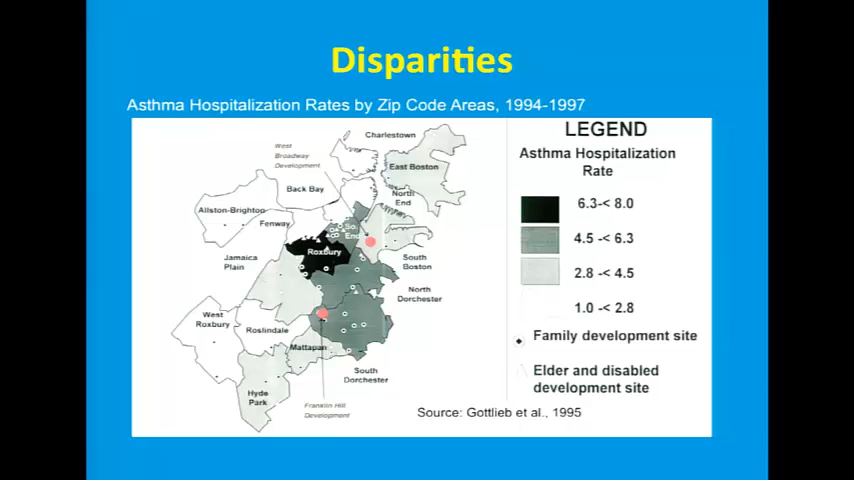 Disparities
Asthma Hospitalization Rates by Zip Code Areas, 1994-1997
Charlestown
West
Broadway
Development
East Boston
Back Bay
North
End
Allston-Brighton
Fenway
So.
End
Roxbury
Jamaica
Plain
South
Boston
North
Dorchester
West
Roxbury
Roslindale
Mattapan
South
Dorchester
Hyde
Park
Franklin Hill
Development
LEGEND
Asthma Hospitalization
Rate
6.3-< 8.0
4.5 -< 6.3
2.8 -< 4.5
1.0 -< 2.8
Family development site
Elder and disabled
development site
Source: Gottlieb et al., 1995